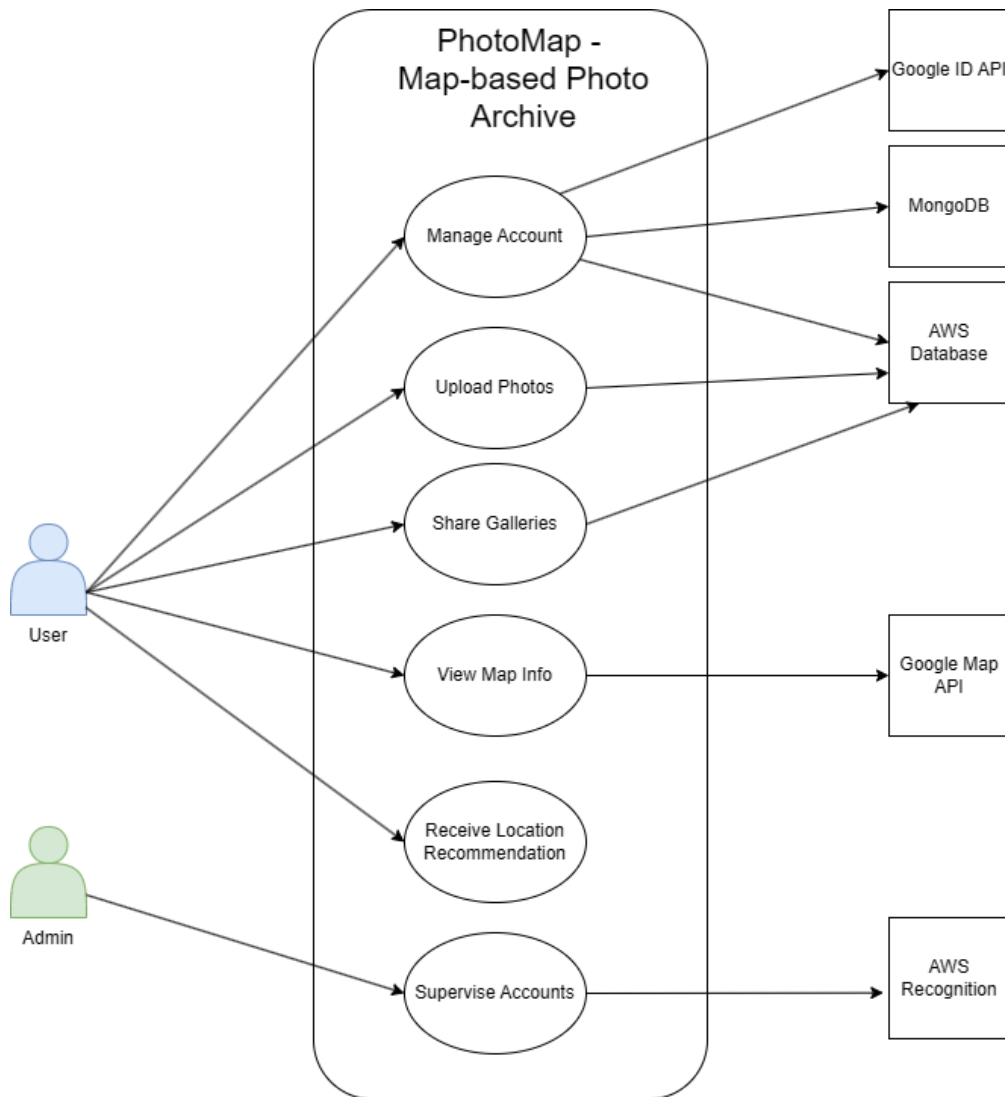 PhotoMap -
Map-based Photo
Archive
Google ID API
Manage Account
MongoDB
AWS
Database
Upload Photos
Share Galleries
User
View Map Info
Google Map
API
Receive Location
Recommendation
Admin
Supervise Accounts
AWS
Recognition